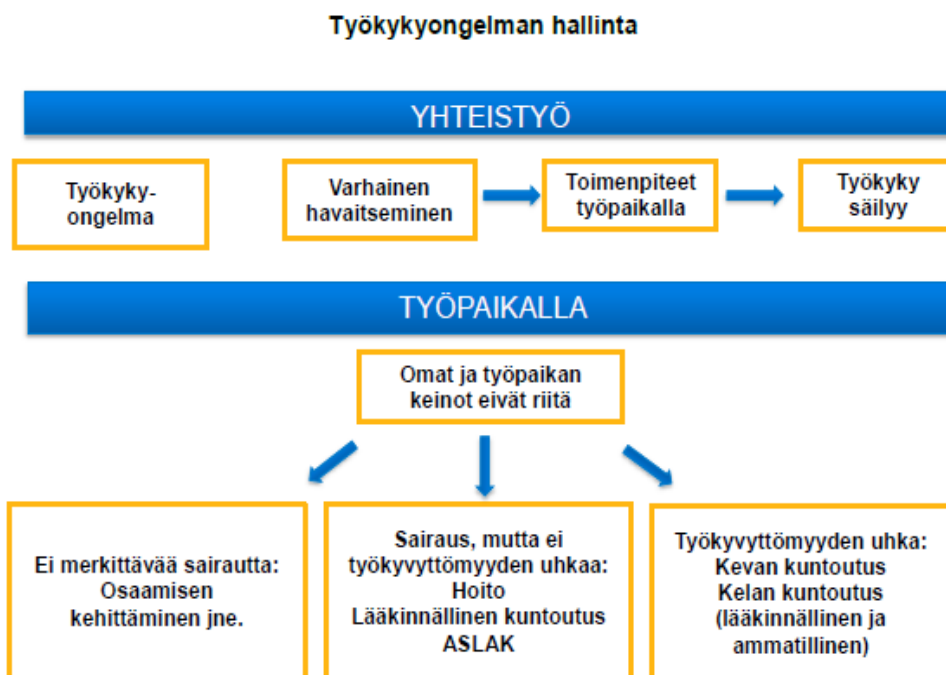 Työkykyongelman hallinta
YHTEISTYÖ
Työkyky-
ongelma
Varhainen
havaitseminen
Toimenpiteet
työpaikalla
Työkyky
säilyy
TYÖPAIKALLA
Omat ja työpaikan
keinot eivät riitä
Ei merkittävää sairautta:
Osaamisen
kehittäminen jne.
Sairaus, mutta ei
työkyvyttömyyden uhkaa:
Hoito
Lääkinnällinen kuntoutus
ASLAK
Työkyvyttömyyden uhka:
Kevan kuntoutus
Kelan kuntoutus
(lääkinnällinen ja
ammatillinen)